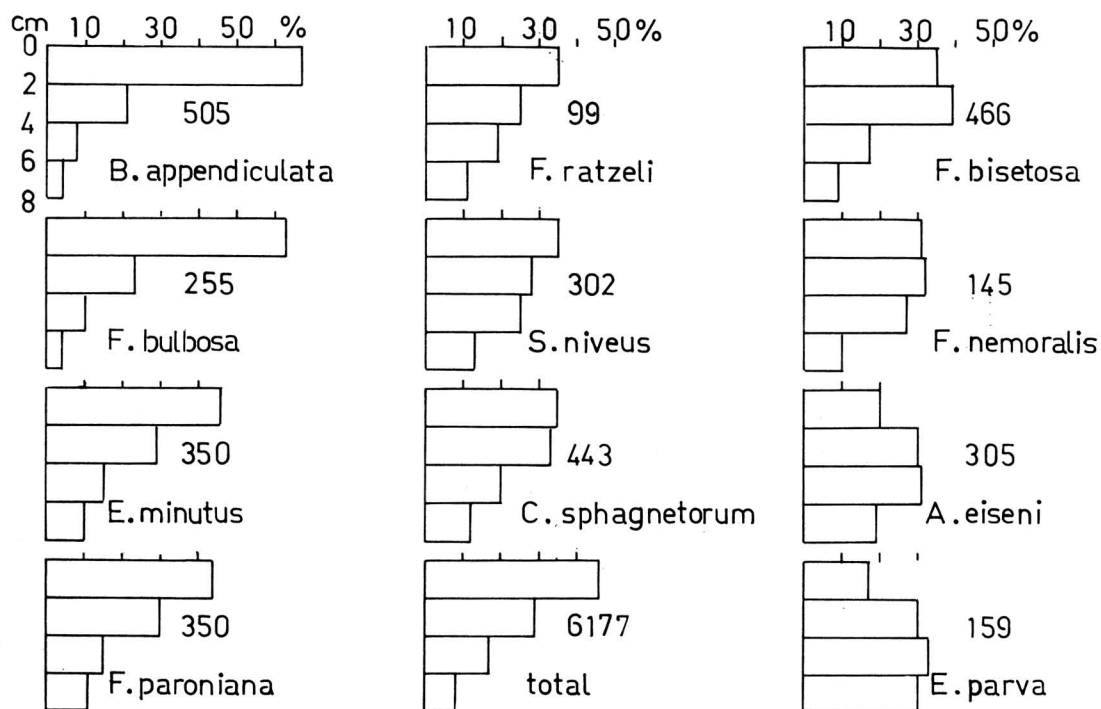 cm 10 30 50 %
10 30 50%
10 30 50%
0
2
4
6
8
505
B. appendiculata
99
F. ratzeli
466
F. bisetosa
255
F. bulbosa
302
S. niveus
145
F. nemoralis
350
E. minutus
443
C. sphagnetorum
305
A. eiseni
350
F. paroniana
6177
total
159
E. parva